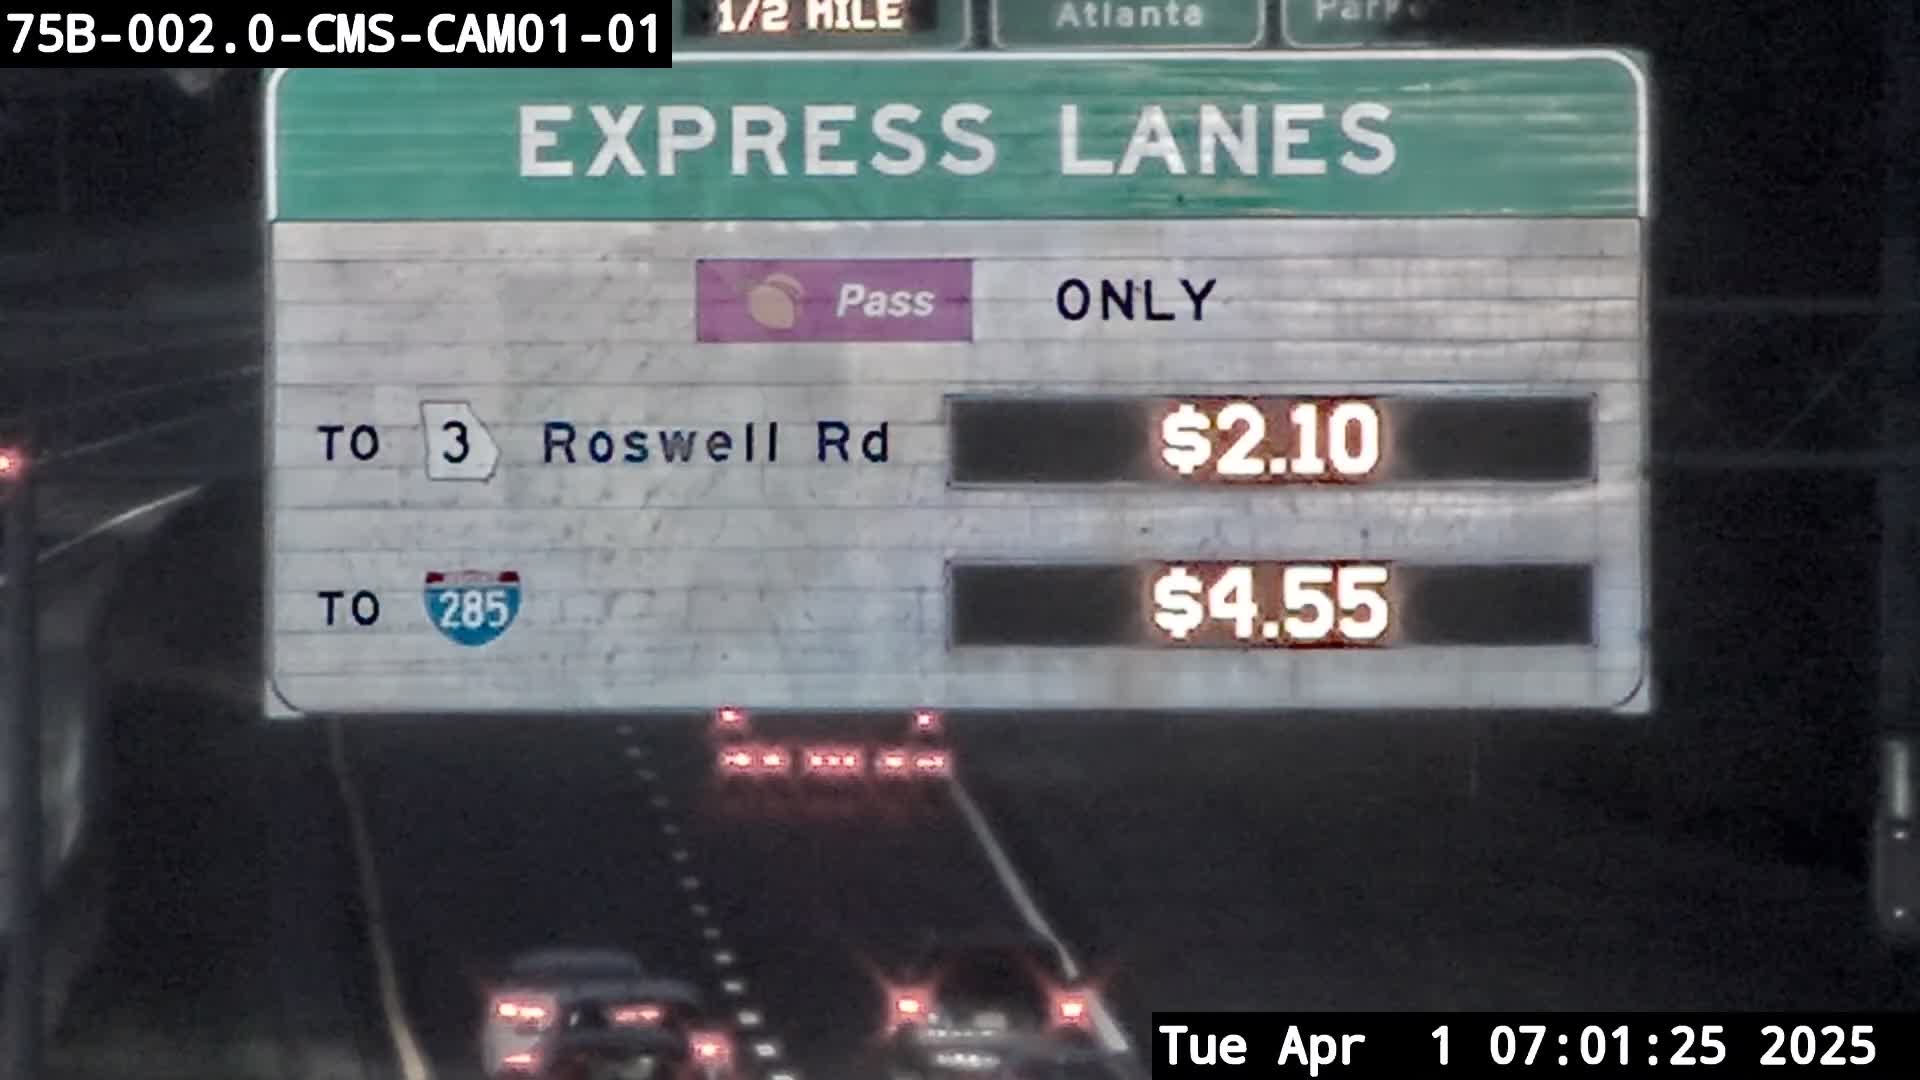 75B-002.0-CMS-CAM01-01
1/2 MILE
Atlanta
EXPRESS LANES
Pass ONLY
TO 3 Roswell Rd $2.10
TO 285 $4.55
Tue Apr 1 07:01:25 2025